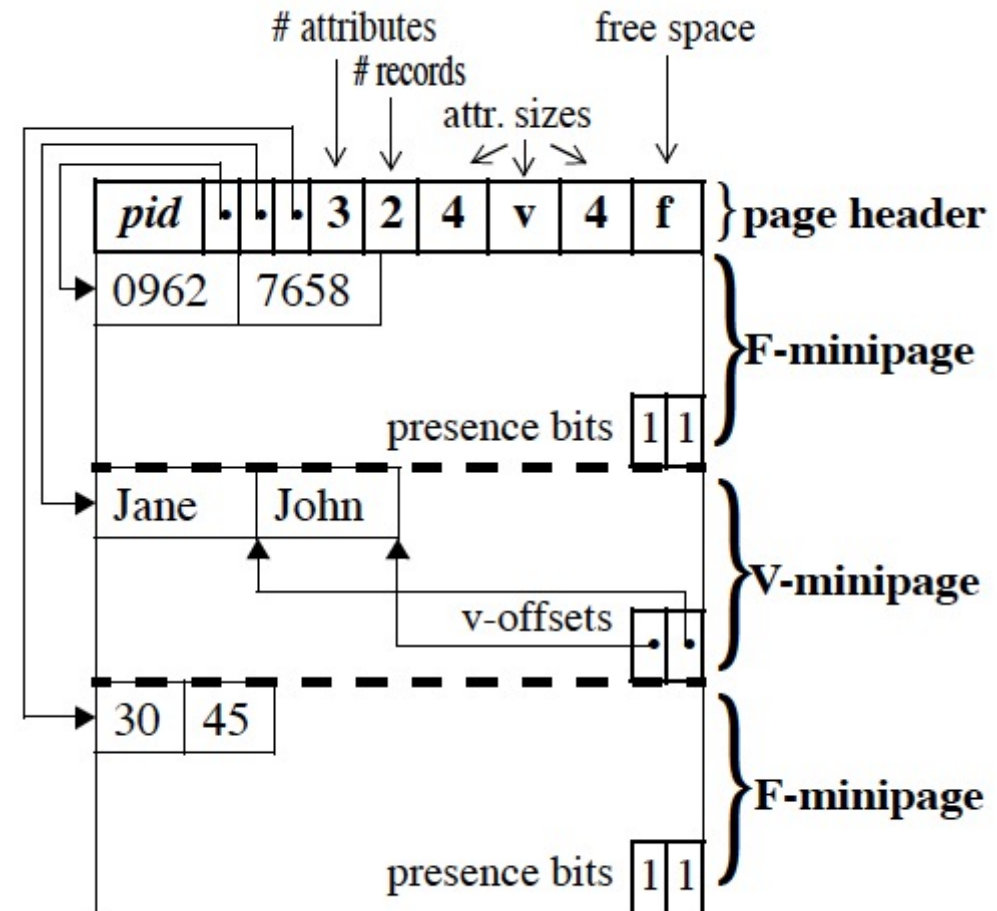 # attributes
free space
# records
attr. sizes
pid • • • 3 2 4 v 4 f
page header
0962 7658
F-minipage
presence bits 1 1
Jane John
V-minipage
v-offsets • •
30 45
F-minipage
presence bits 1 1